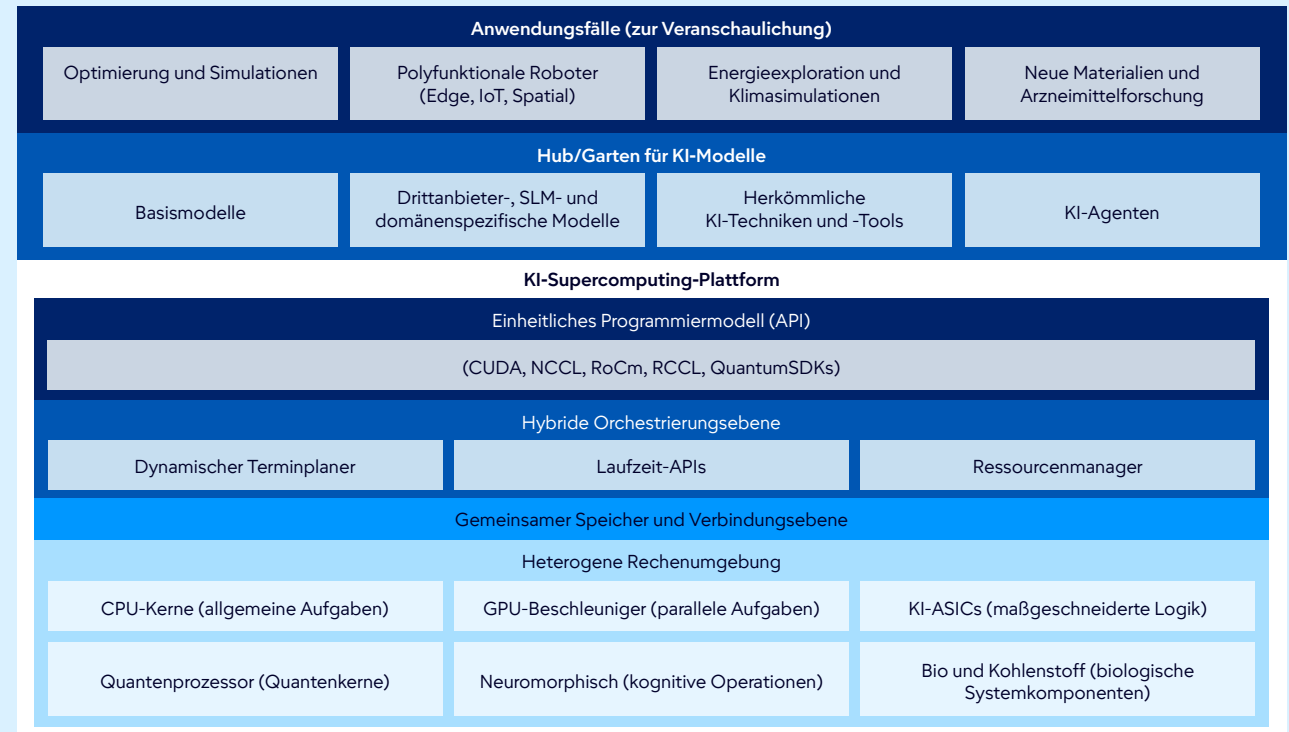 Anwendungsfälle (zur Veranschaulichung)
Optimierung und Simulationen
Polyfunktionale Roboter
(Edge, IoT, Spatial)
Energieexploration und
Klimasimulationen
Neue Materialien und
Arzneimittelforschung
Hub/Garten für KI-Modelle
Basismodelle
Drittanbieter-, SLM- und
domänenspezifische Modelle
Herkömmliche
KI-Techniken und -Tools
KI-Agenten
KI-Supercomputing-Plattform
Einheitliches Programmiermodell (API)
(CUDA, NCCL, RoCm, RCCL, QuantumSDKs)
Hybride Orchestrierungsebene
Dynamischer Terminplaner
Laufzeit-APIs
Ressourcenmanager
Gemeinsamer Speicher und Verbindungsebene
Heterogene Rechenumgebung
CPU-Kerne (allgemeine Aufgaben)
GPU-Beschleuniger (parallele Aufgaben)
KI-ASICs (maßgeschneiderte Logik)
Quantenprozessor (Quantenkerne)
Neuromorphisch (kognitive Operationen)
Bio und Kohlenstoff (biologische
Systemkomponenten)